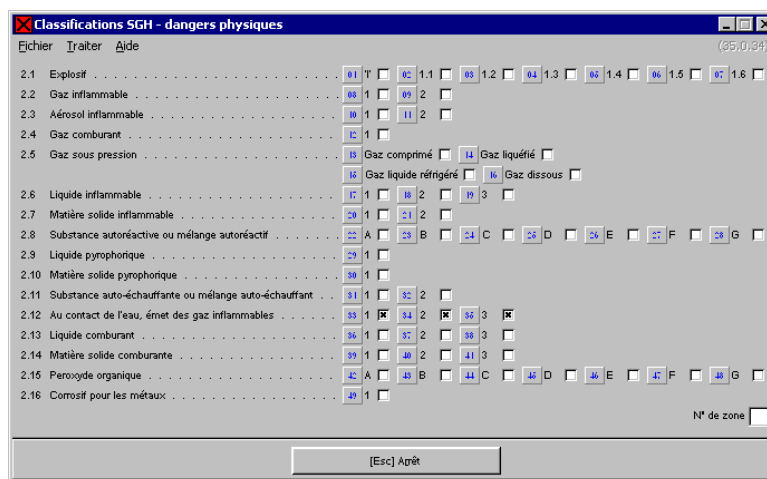 Classifications SGH - dangers physiques
Fichier Traiter Aide (35.0.34)
2.1 Explosif . . . . . . . . . . . . . . . . . . . . . . . . . 01 T 02 1.1 03 1.2 04 1.3 05 1.4 06 1.5 07 1.6
2.2 Gaz inflammable . . . . . . . . . . . . . . . . . . . . 08 1 09 2
2.3 Aérosol inflammable . . . . . . . . . . . . . . . . . . 10 1 11 2
2.4 Gaz comburant . . . . . . . . . . . . . . . . . . . . . 12 1
2.5 Gaz sous pression . . . . . . . . . . . . . . . . . . . 13 Gaz comprimé 14 Gaz liquéfié
15 Gaz liquide réfrigéré 16 Gaz dissous
2.6 Liquide inflammable . . . . . . . . . . . . . . . . . . 17 1 18 2 19 3
2.7 Matière solide inflammable . . . . . . . . . . . . . . . 20 1 21 2
2.8 Substance autoréactive ou mélange autoréactif . . . 22 A 23 B 24 C 25 D 26 E 27 F 28 G
2.9 Liquide pyrophorique . . . . . . . . . . . . . . . . . . 29 1
2.10 Matière solide pyrophorique . . . . . . . . . . . . . . 30 1
2.11 Substance auto-échauffante ou mélange auto-échauffant . . 31 1 32 2
2.12 Au contact de l'eau, émet des gaz inflammables . . . . . . 33 1 34 2 35 3
2.13 Liquide comburant . . . . . . . . . . . . . . . . . . . 36 1 37 2 38 3
2.14 Matière solide comburante . . . . . . . . . . . . . . . 39 1 40 2 41 3
2.15 Peroxyde organique . . . . . . . . . . . . . . . . . . 42 A 43 B 44 C 45 D 46 E 47 F 48 G
2.16 Corrosif pour les métaux . . . . . . . . . . . . . . . . 49 1
N° de zone
[Esc] Arrêt